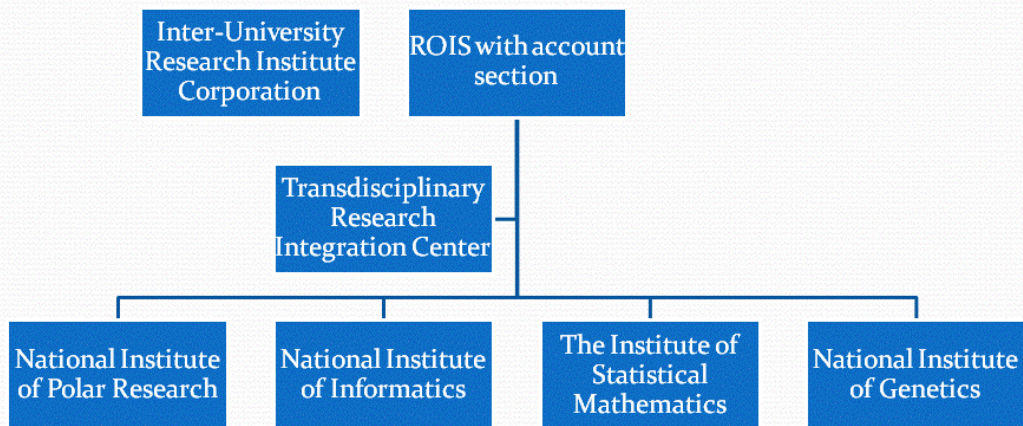 Inter-University
Research Institute
Corporation
ROIS with account
section
Transdisciplinary
Research
Integration Center
National Institute
of Polar Research
National Institute
of Informatics
The Institute of
Statistical
Mathematics
National Institute
of Genetics